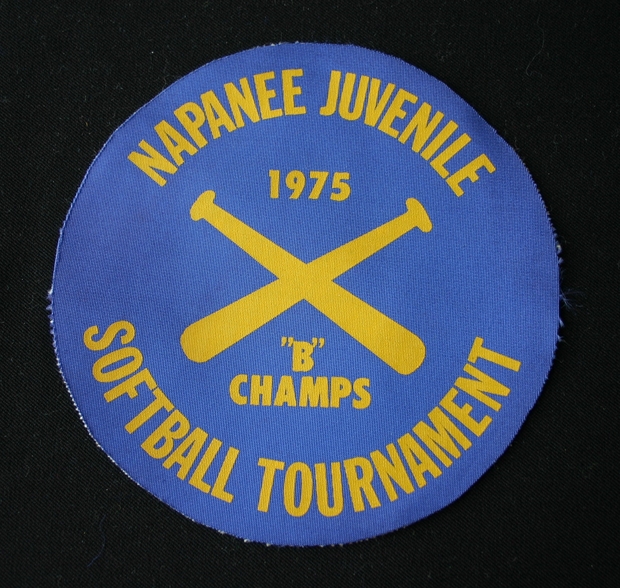 NAPANEE JUVENILE
1975
"B"
CHAMPS
SOFTBALL TOURNAMENT